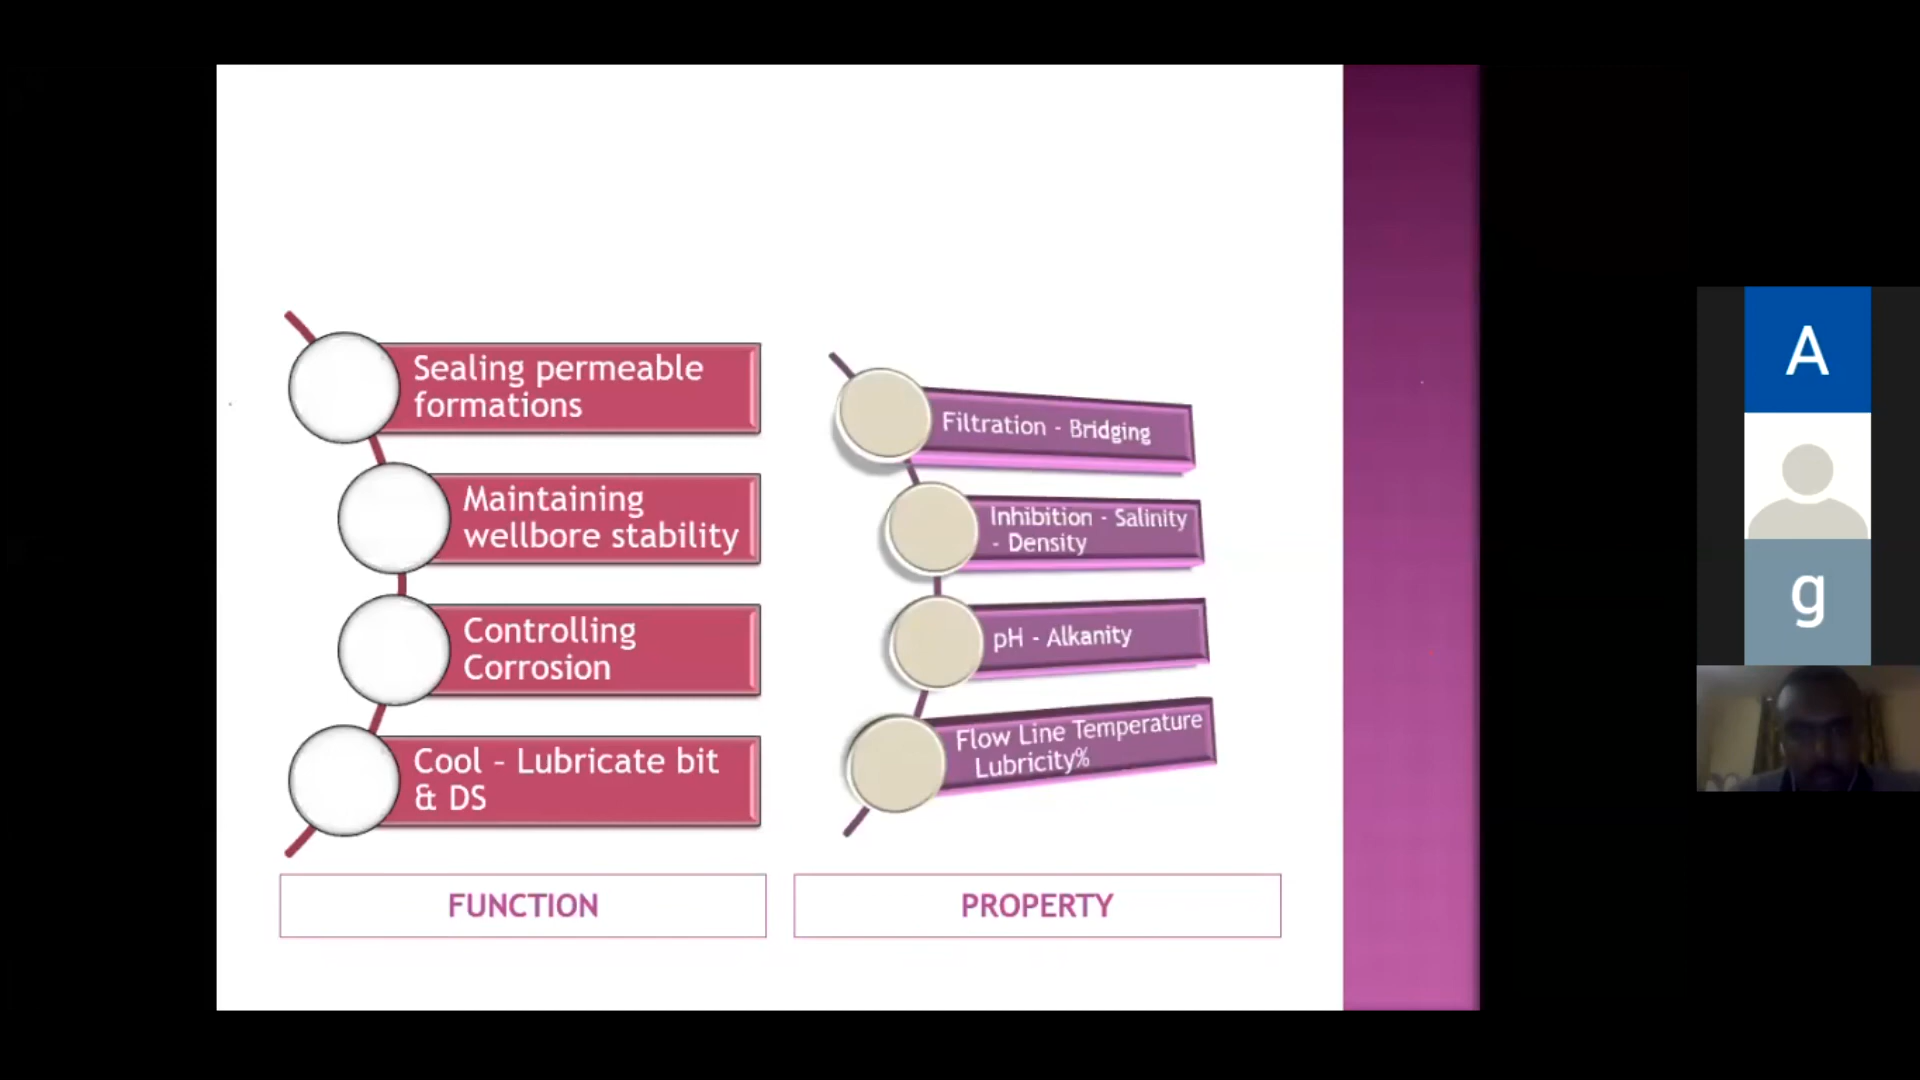 Sealing permeable
formations
Maintaining
wellbore stability
Controlling
Corrosion
Cool – Lubricate bit
& DS
FUNCTION
Filtration - Bridging
Inhibition - Salinity
- Density
pH - Alkanity
Flow Line Temperature
Lubricity%
PROPERTY
A
g